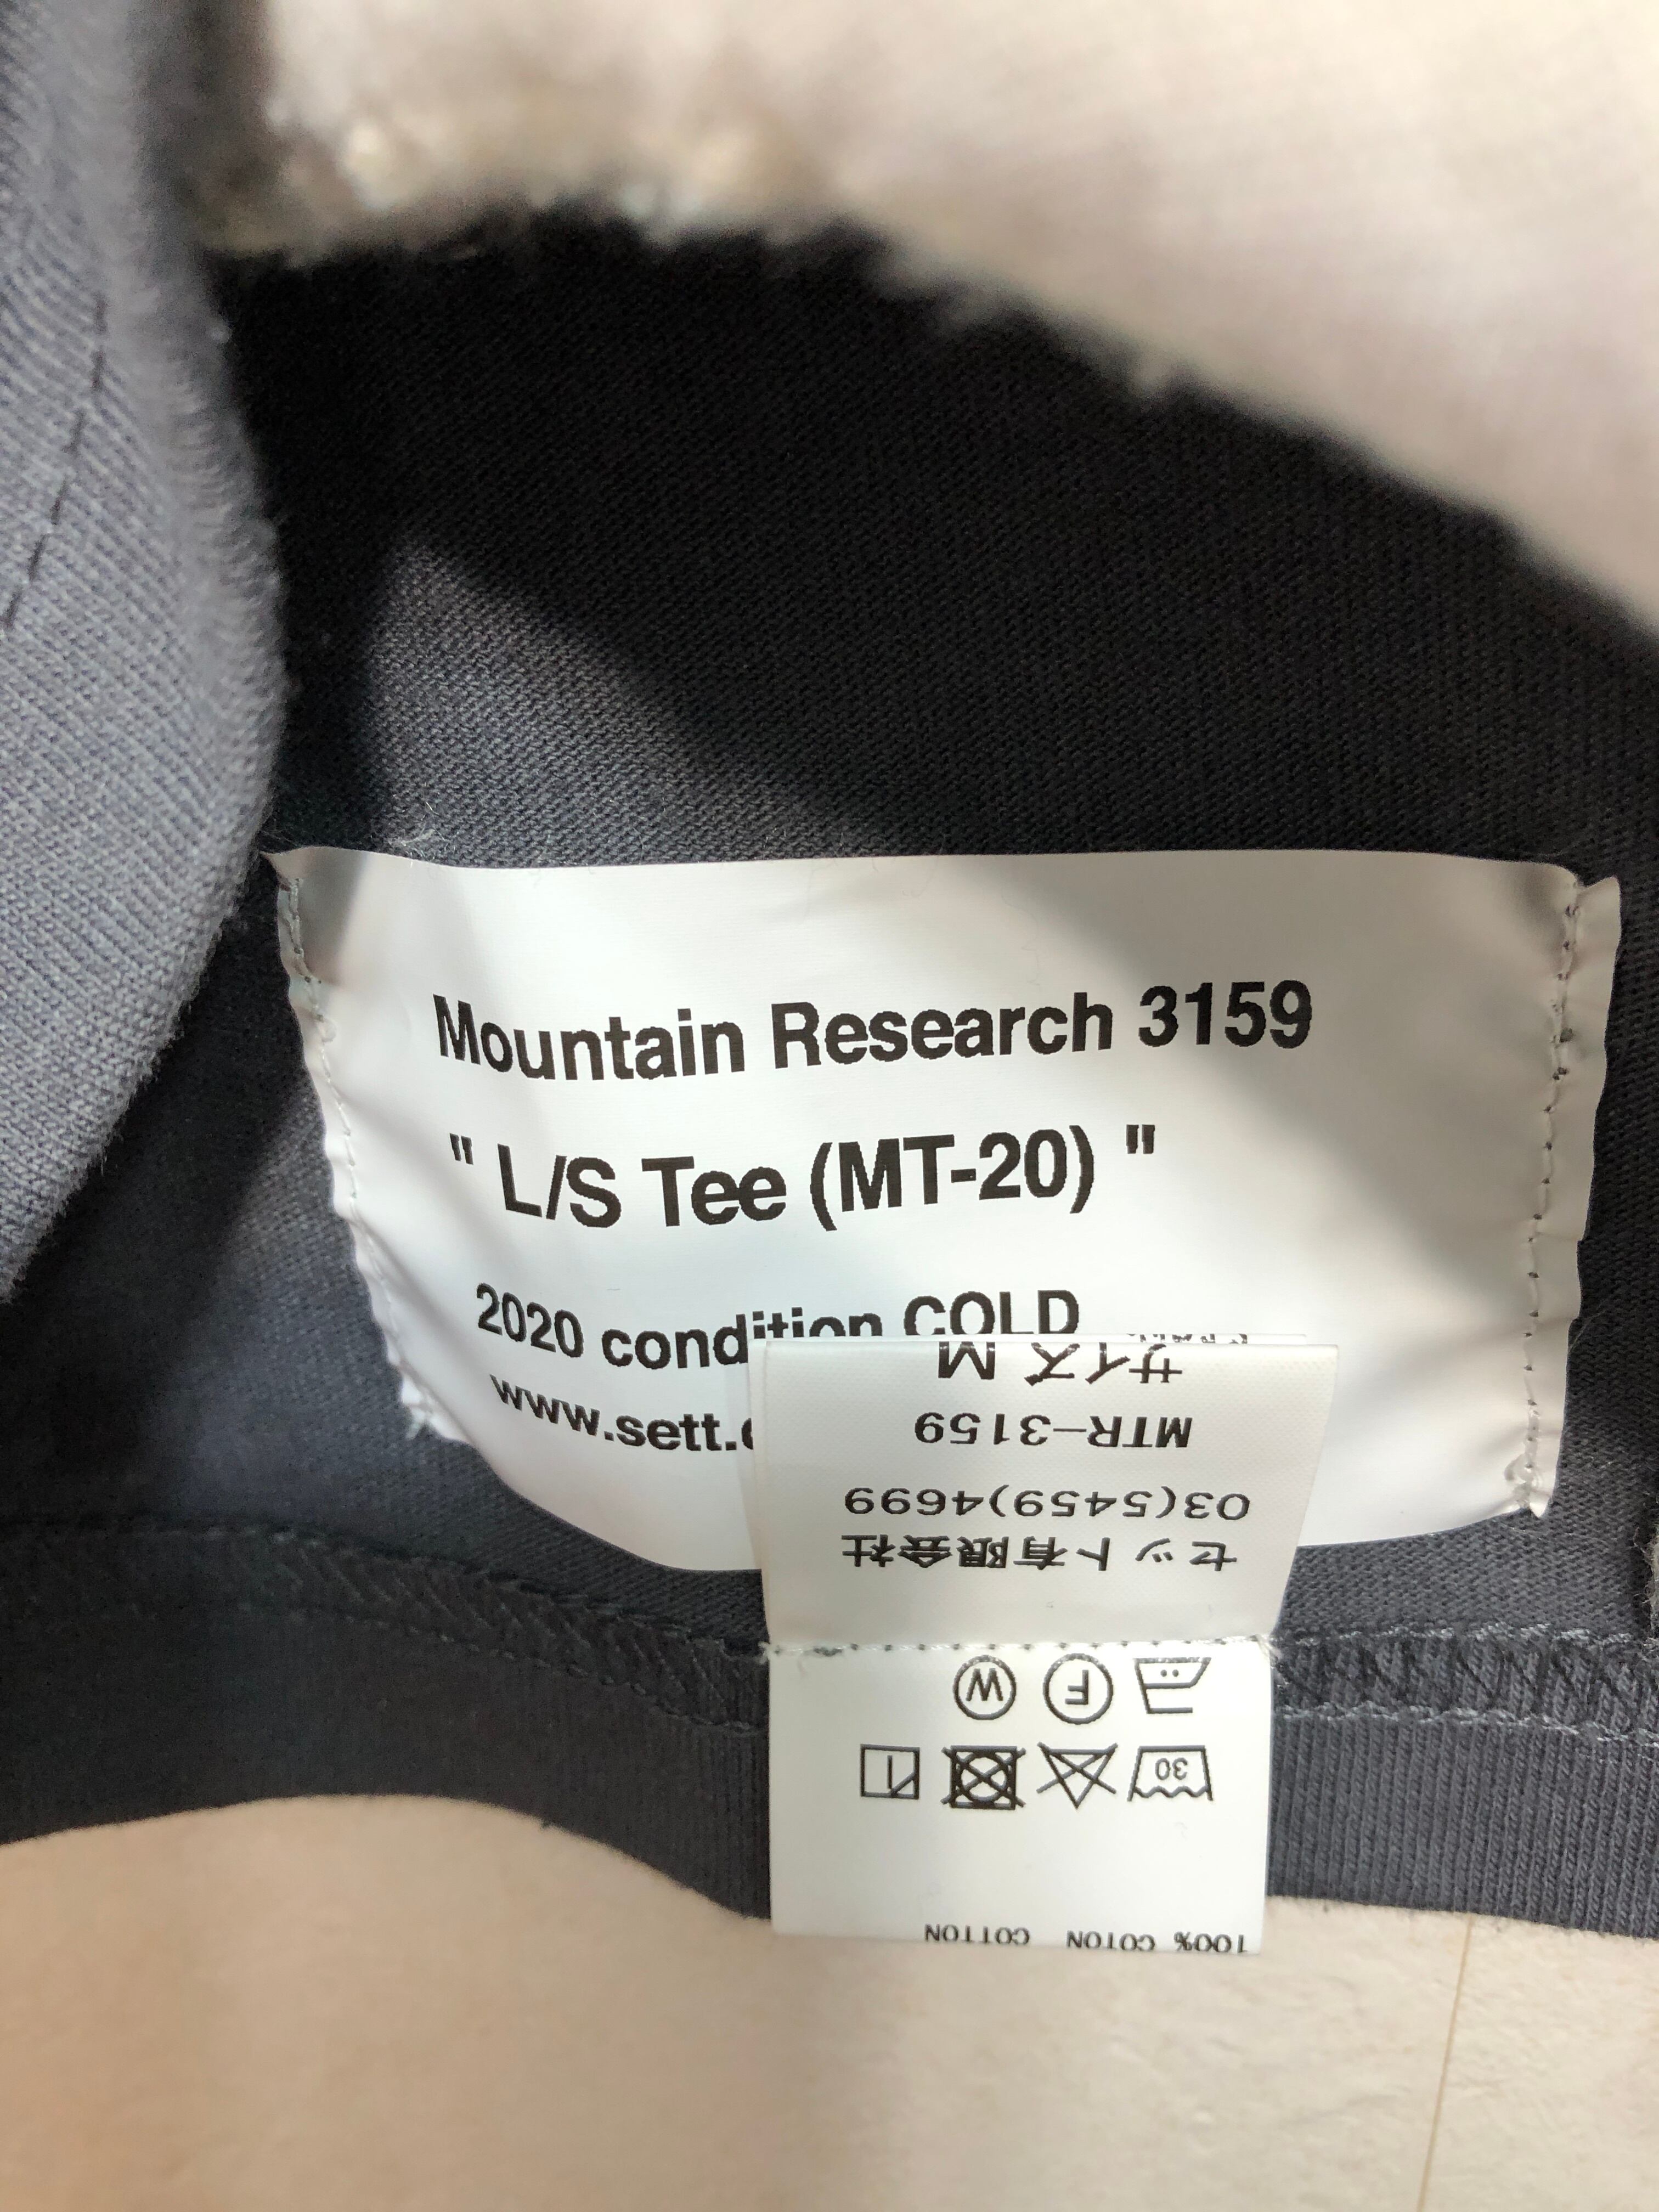 Mountain Research 3159
" L/S Tee (MT-20) "
2020 condition COLD
www.sett.
100% COTON COTTON
30
F W
セット有限会社
03(5459)4699
MTR-3159
サイズ M